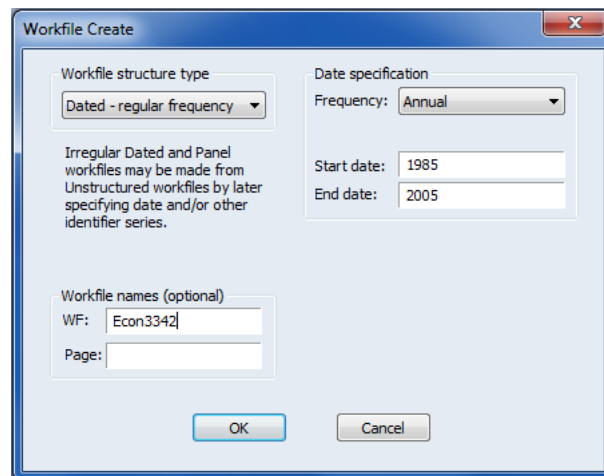 Workfile Create
Workfile structure type
Dated - regular frequency
Irregular Dated and Panel
workfiles may be made from
Unstructured workfiles by later
specifying date and/or other
identifier series.
Date specification
Frequency: Annual
Start date: 1985
End date: 2005
Workfile names (optional)
WF: Econ3342
Page:
OK Cancel